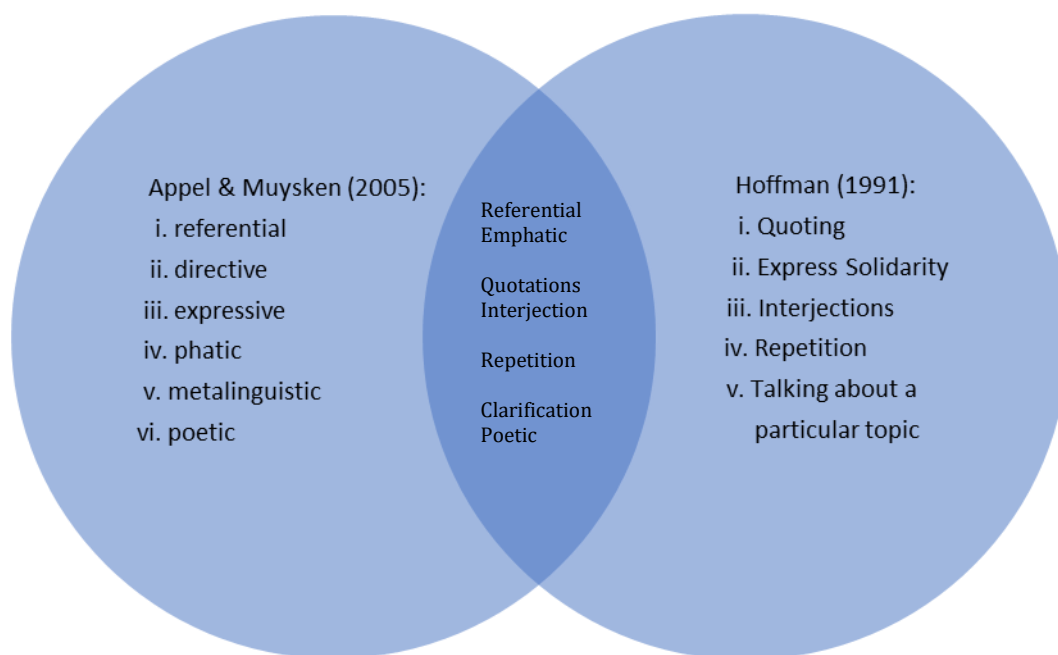 Appel & Muysken (2005):
i. referential
ii. directive
iii. expressive
iv. phatic
v. metalinguistic
vi. poetic
Referential
Emphatic
Quotations
Interjection
Repetition
Clarification
Poetic
Hoffman (1991):
i. Quoting
ii. Express Solidarity
iii. Interjections
iv. Repetition
v. Talking about a
particular topic